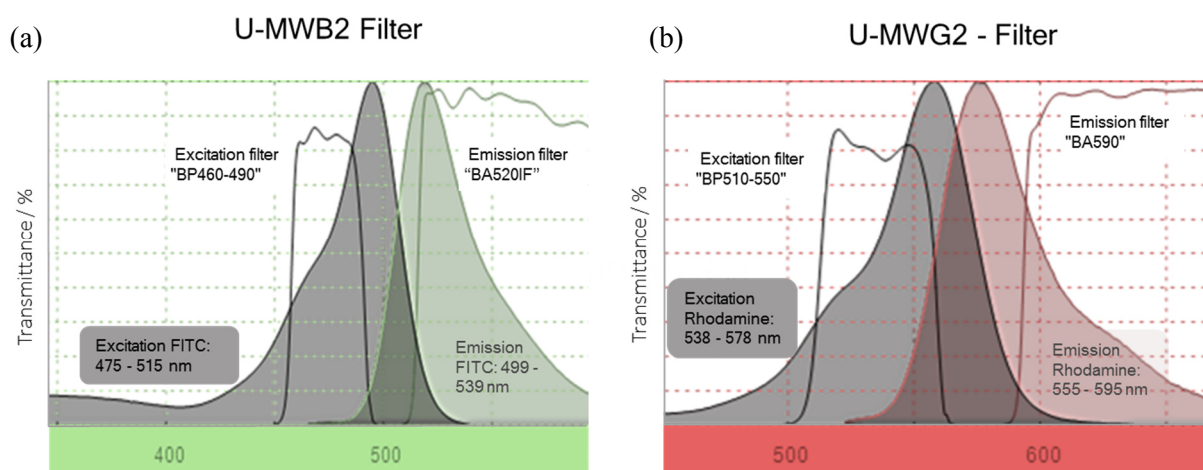 (a)
U-MWB2 Filter
Transmittance / %
Excitation filter
"BP460-490"
Emission filter
“BA520IF”
Excitation FITC:
475 - 515 nm
Emission
FITC: 499 -
539 nm
400
500
(b)
U-MWG2 - Filter
Transmittance / %
Excitation filter
"BP510-550"
Emission filter
"BA590"
Excitation
Rhodamine:
538 - 578 nm
Emission
Rhodamine:
555 - 595 nm
500
600